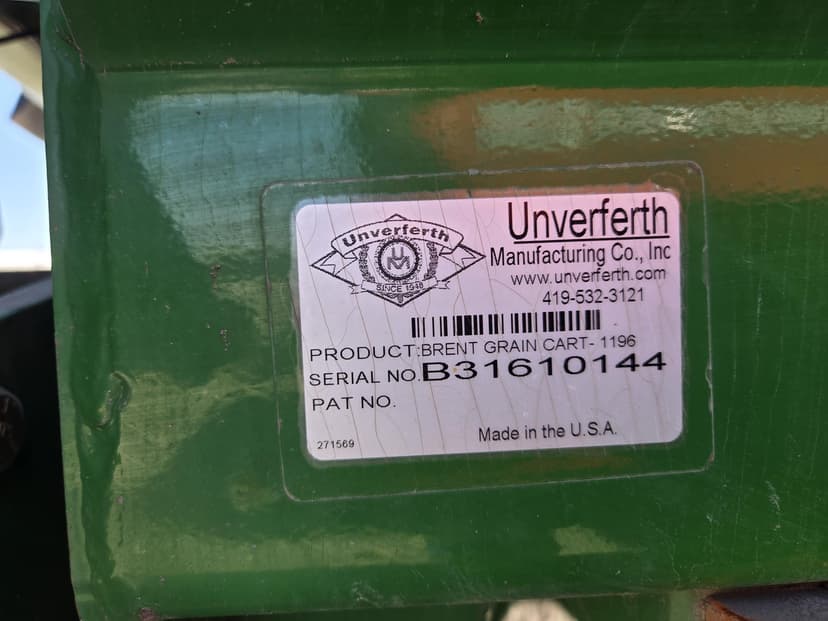 Unverferth
UM
SINCE 1948
Unverferth
Manufacturing Co., Inc
www.unverferth.com
419-532-3121
PRODUCT:BRENT GRAIN CART- 1196
SERIAL NO.B31610144
PAT NO.
271569
Made in the U.S.A.